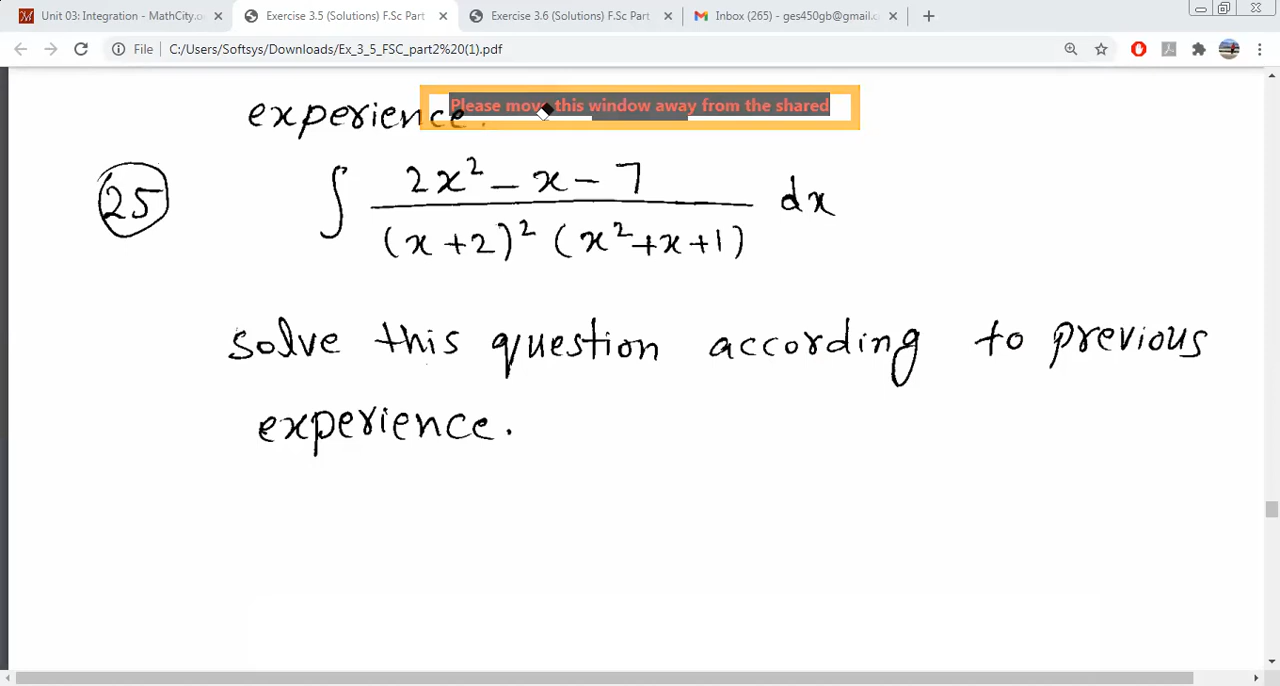 Unit 03: Integration - MathCity.o
Exercise 3.5 (Solutions) F.Sc Part
Exercise 3.6 (Solutions) F.Sc Part
Inbox (265) - ges450gb@gmail.c
File
C:/Users/Softsys/Downloads/Ex_3_5_FSC_part2%20(1).pdf
Please move this window away from the shared
experience.
25 ∫ (2x² - x - 7) / ((x+2)² (x²+x+1)) dx
solve this question according to previous
experience.